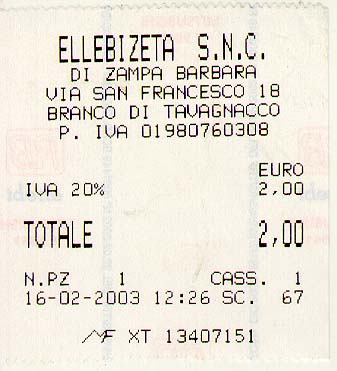 ELLEBIZETA S.N.C.
DI ZAMPA BARBARA
VIA SAN FRANCESCO 18
BRANCO DI TAVAGNACCO
P. IVA 01980760308
EURO
IVA 20% 2,00
TOTALE 2,00
N.PZ 1 CASS. 1
16-02-2003 12:26 SC. 67
MF XT 13407151